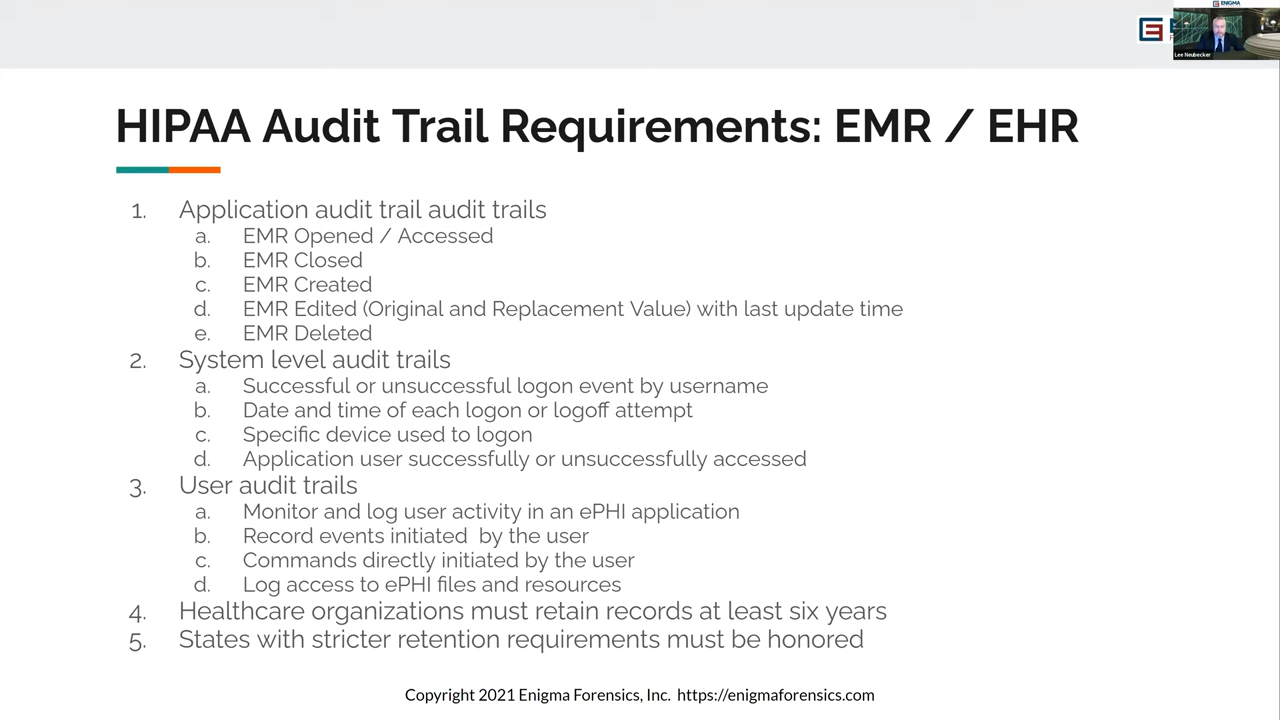 ENIGMA
Lee Neubecker
HIPAA Audit Trail Requirements: EMR / EHR
1. Application audit trail audit trails
a. EMR Opened / Accessed
b. EMR Closed
c. EMR Created
d. EMR Edited (Original and Replacement Value) with last update time
e. EMR Deleted
2. System level audit trails
a. Successful or unsuccessful logon event by username
b. Date and time of each logon or logoff attempt
c. Specific device used to logon
d. Application user successfully or unsuccessfully accessed
3. User audit trails
a. Monitor and log user activity in an ePHI application
b. Record events initiated by the user
c. Commands directly initiated by the user
d. Log access to ePHI files and resources
4. Healthcare organizations must retain records at least six years
5. States with stricter retention requirements must be honored
Copyright 2021 Enigma Forensics, Inc. https://enigmaforensics.com